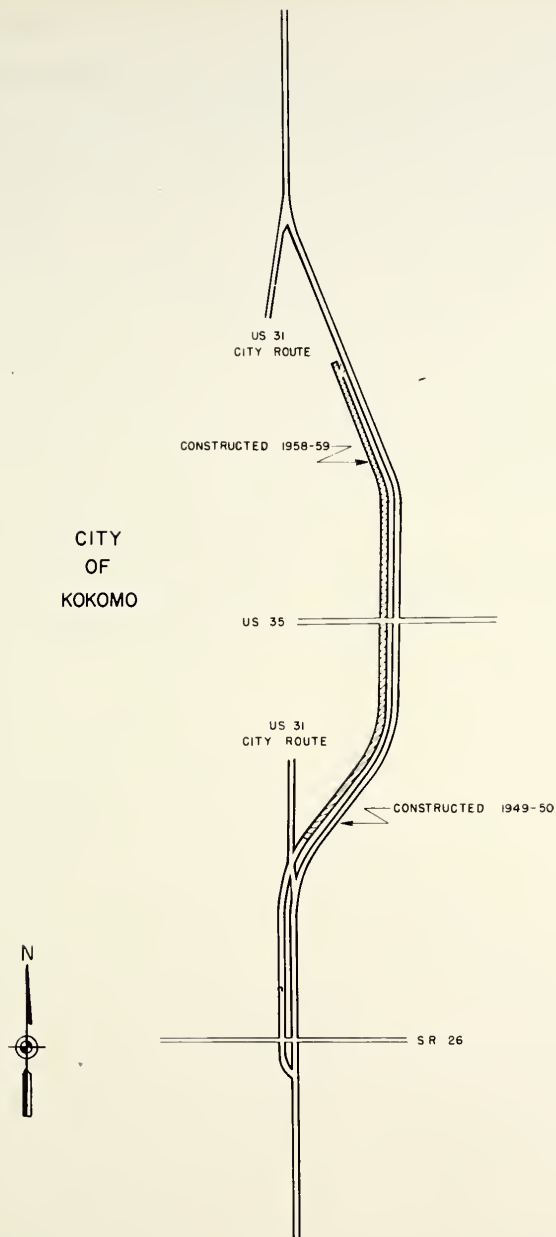 US 31
CITY ROUTE
CONSTRUCTED 1958-59
CITY
OF
KOKOMO
US 35
US 31
CITY ROUTE
CONSTRUCTED 1949-50
N
SR 26